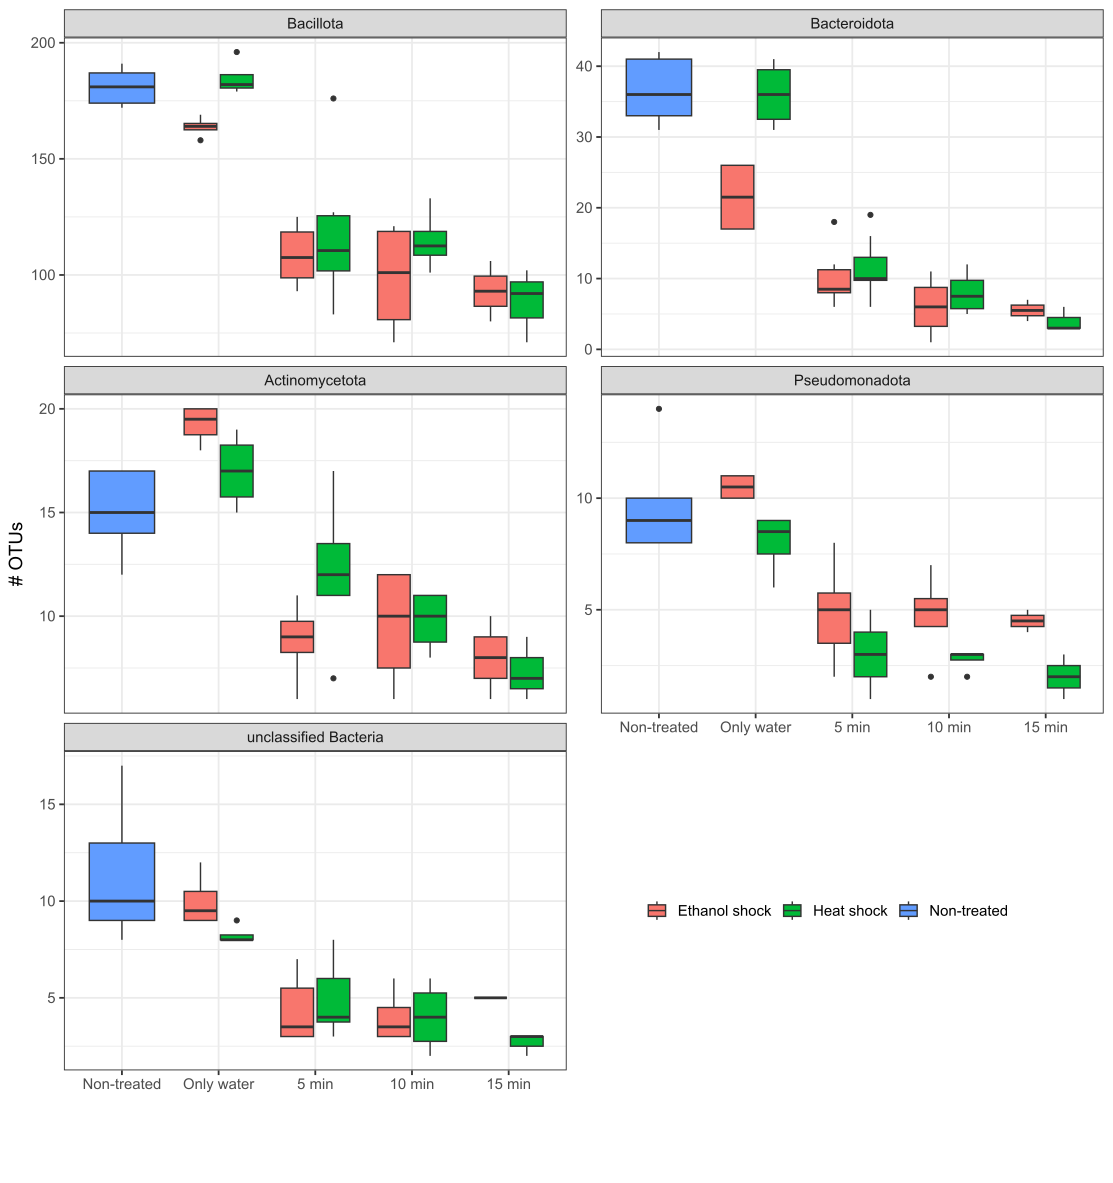 Bacillota
200
150
100
Bacteroidota
40
30
20
10
0
Actinomycetota
20
15
10
Pseudomonadota
10
5
Non-treated Only water 5 min 10 min 15 min
# OTUs
unclassified Bacteria
15
10
5
Non-treated Only water 5 min 10 min 15 min
Ethanol shock Heat shock Non-treated